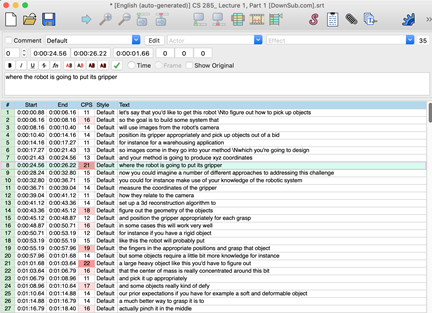 * [English (auto-generated)] CS 285_ Lecture 1, Part 1 [DownSub.com].srt
Comment Default Edit Actor Effect 35
0 0:00:24.56 0:00:26.22 0:00:01.66 0 0 0
B I U S fn AB AB AB AB Time Frame Show Original
where the robot is going to put its gripper
# Start End CPS Style Text
1 0:00:00.88 0:00:06.16 11 Default let's say that you'd like to get this robot \Nto figure out how to pick up objects
2 0:00:06.16 0:00:08.16 16 Default so the goal is to build some system that
3 0:00:08.16 0:00:10.40 14 Default will use images from the robot's camera
4 0:00:10.40 0:00:14.16 14 Default position its gripper appropriately and pick up objects out of a bid
5 0:00:14.16 0:00:17.27 11 Default for instance for a warehousing application
6 0:00:17.27 0:00:21.43 13 Default so images come in they go into your method \Nwhich you're going to design
7 0:00:21.43 0:00:24.56 13 Default and your method is going to produce xyz coordinates
8 0:00:24.56 0:00:26.22 21 Default where the robot is going to put its gripper
9 0:00:28.24 0:00:32.80 15 Default now you could imagine a number of different approaches to addressing this challenge
10 0:00:32.80 0:00:36.71 15 Default you could for instance make use of your knowledge of the robotic system
11 0:00:36.71 0:00:39.04 14 Default measure the coordinates of the gripper
12 0:00:39.04 0:00:41.12 11 Default how they relate to the camera
13 0:00:41.12 0:00:43.36 14 Default set up a 3d reconstruction algorithm to
14 0:00:43.36 0:00:45.12 18 Default figure out the geometry of the objects
15 0:00:45.12 0:00:48.87 12 Default and position the gripper appropriately for each grasp
16 0:00:48.87 0:00:50.71 16 Default in some cases this will work very well
17 0:00:50.71 0:00:53.19 12 Default for instance if you have a rigid object
18 0:00:53.19 0:00:55.19 15 Default like this the robot will probably put
19 0:00:55.19 0:00:57.96 19 Default the fingers in the appropriate positions and grasp that object
20 0:00:57.96 0:01:01.68 14 Default but some objects require a little bit more knowledge for instance
21 0:01:01.68 0:01:03.64 22 Default a large heavy object like this you'd have to figure out
22 0:01:03.64 0:01:06.79 16 Default that the center of mass is really concentrated around this bit
23 0:01:06.79 0:01:08.96 11 Default and pick it up appropriately
24 0:01:08.96 0:01:10.64 17 Default and some objects really kind of defy
25 0:01:10.64 0:01:14.88 14 Default our prior expectations if you have for example a soft and deformable object
26 0:01:14.88 0:01:16.79 14 Default a much better way to grasp it is to
27 0:01:16.79 0:01:18.40 16 Default actually pinch it in the middle